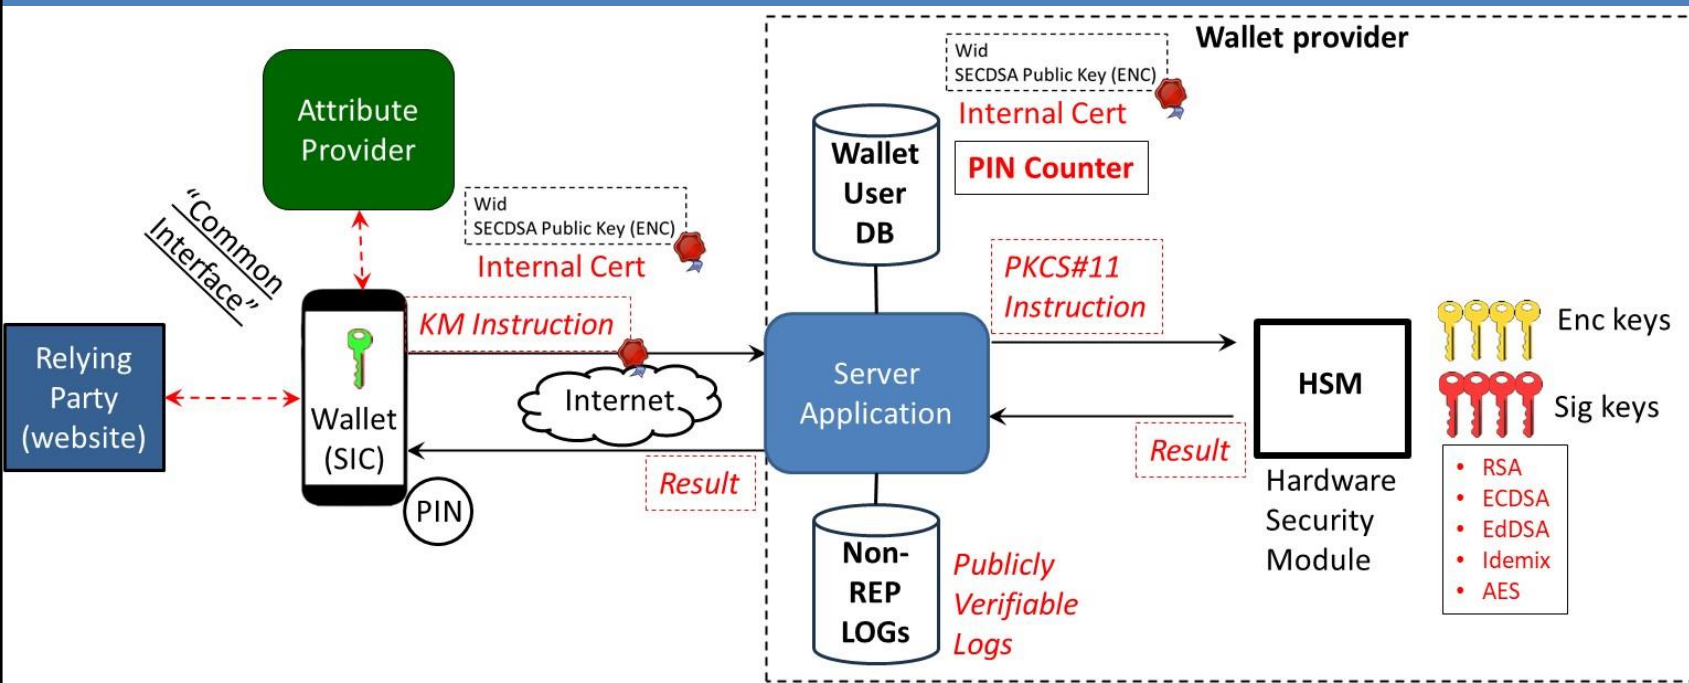 Wallet provider
Wid
SECDSA Public Key (ENC)
Internal Cert
PIN Counter
Attribute
Provider
Wallet
User
DB
"Common
Interface"
Wid
SECDSA Public Key (ENC)
Internal Cert
PKCS#11
Instruction
KM Instruction
Relying
Party
(website)
Wallet
(SIC)
PIN
Internet
Result
Server
Application
Result
HSM
Hardware
Security
Module
Enc keys
Sig keys
• RSA
• ECDSA
• EdDSA
• Idemix
• AES
Non-
REP
LOGs
Publicly
Verifiable
Logs